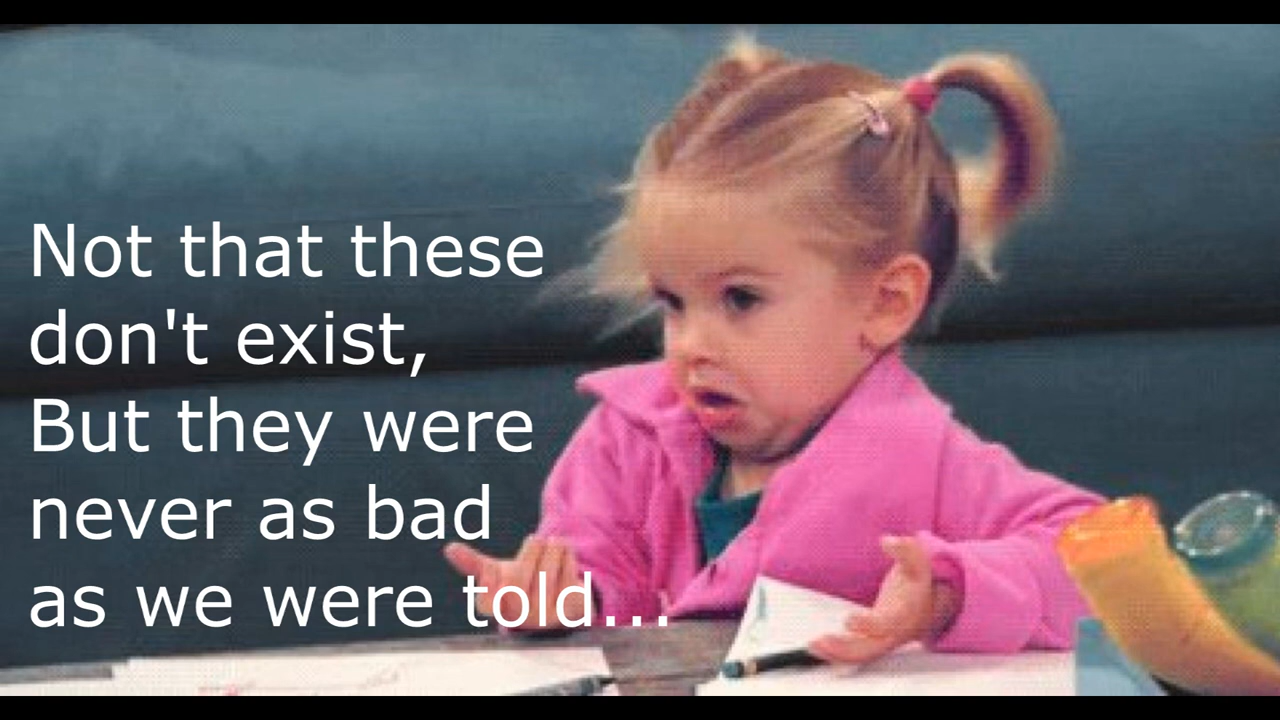 Not that these
don't exist,
But they were
never as bad
as we were told...